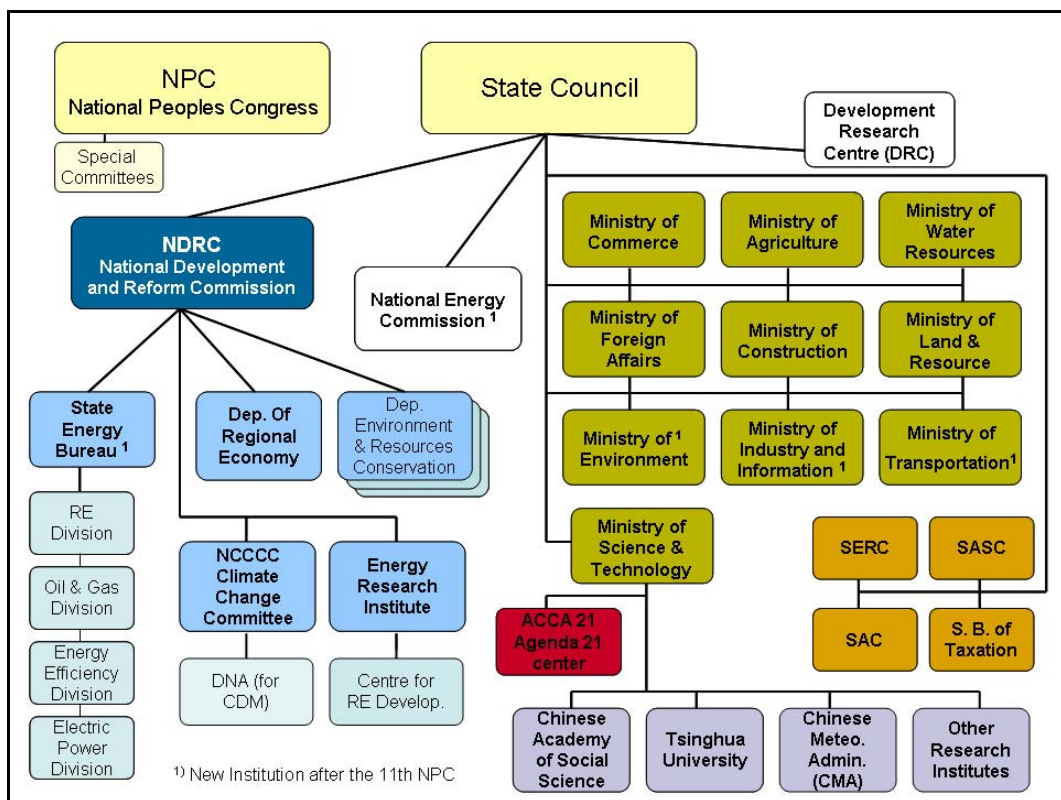 NPC
National Peoples Congress
Special
Committees
State Council
Development
Research
Centre (DRC)
NDRC
National Development
and Reform Commission
National Energy
Commission ¹
Ministry of
Commerce
Ministry of
Agriculture
Ministry of
Water
Resources
Ministry of
Foreign
Affairs
Ministry of
Construction
Ministry of
Land &
Resource
Ministry of ¹
Environment
Ministry of
Industry and
Information ¹
Ministry of
Transportation¹
State
Energy
Bureau ¹
Dep. Of
Regional
Economy
Dep.
Environment
& Resources
Conservation
RE
Division
Oil & Gas
Division
Energy
Efficiency
Division
Electric
Power
Division
NCCCC
Climate
Change
Committee
Energy
Research
Institute
DNA (for
CDM)
Centre for
RE Develop.
Ministry of
Science &
Technology
SERC
SASC
SAC
S. B. of
Taxation
ACCA 21
Agenda 21
center
Chinese
Academy
of Social
Science
Tsinghua
University
Chinese
Meteo.
Admin.
(CMA)
Other
Research
Institutes
¹⁾ New Institution after the 11th NPC